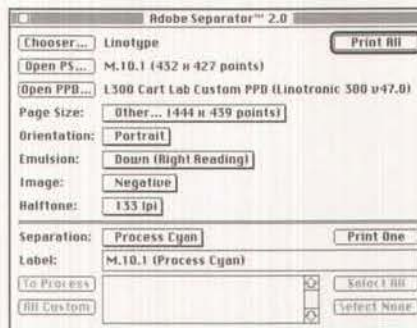 Adobe Separator™ 2.0
Chooser... Linotype Print All
Open PS... M.10.1 (432 x 427 points)
Open PPD... L300 Cart Lab Custom PPD (Linotronic 300 v47.0)
Page Size: Other... (444 x 439 points)
Orientation: Portrait
Emulsion: Down (Right Reading)
Image: Negative
Halftone: 133 lpi
Separation: Process Cyan Print One
Label: M.10.1 (Process Cyan)
To Process Select All
All Custom Select None